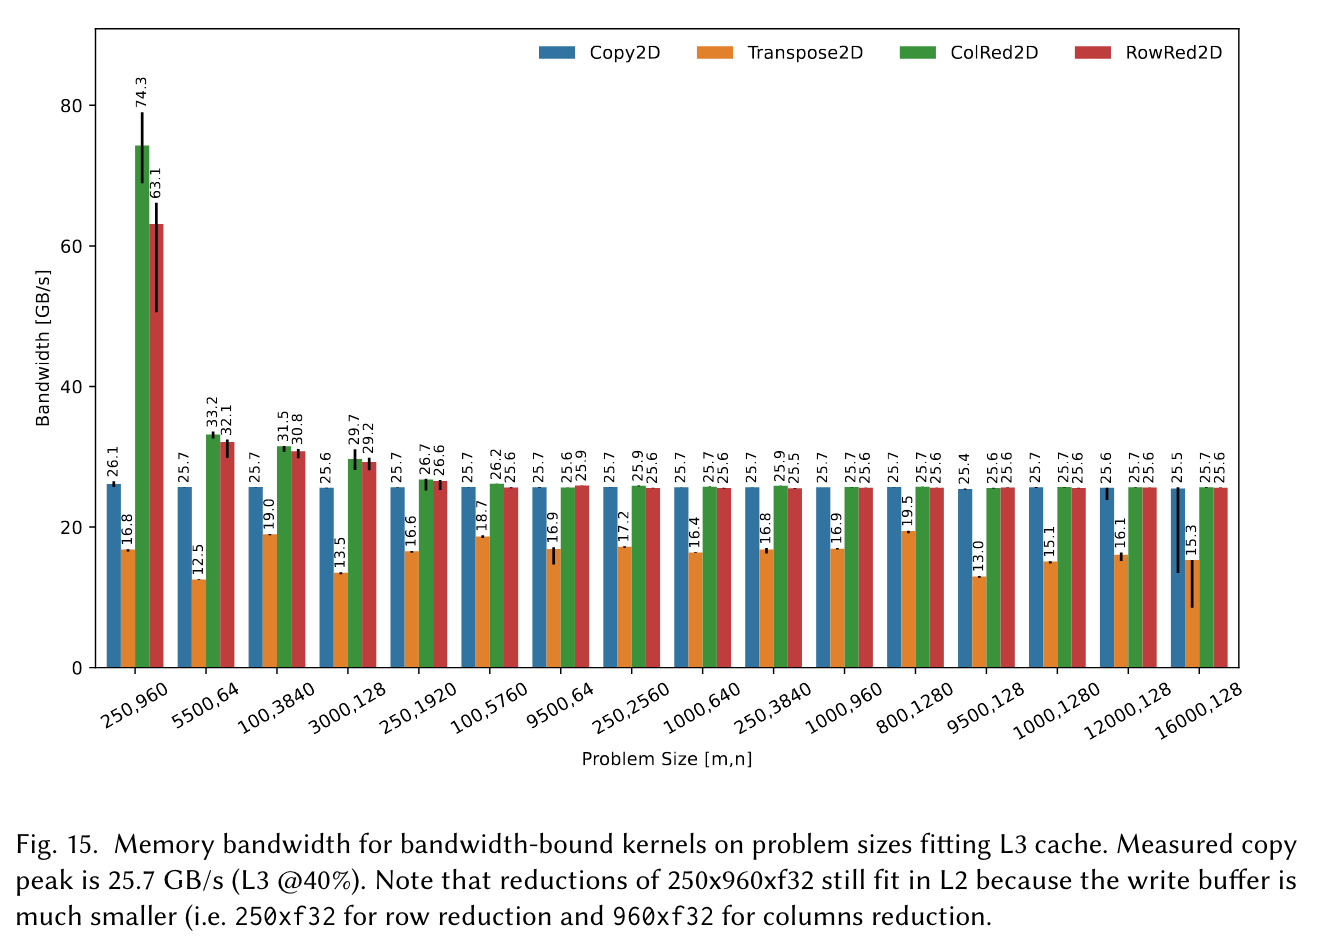 Copy2D Transpose2D ColRed2D RowRed2D
Bandwidth [GB/s]
80
60
40
20
0
26.1 16.8 74.3 63.1
25.7 12.5 33.2 32.1
25.7 19.0 31.5 30.8
25.6 13.5 29.7 29.2
25.7 16.6 26.7 26.6
25.7 18.7 26.2 25.6
25.7 16.9 25.6 25.9
25.7 17.2 25.9 25.6
25.7 16.4 25.7 25.6
25.7 16.8 25.9 25.5
25.7 16.9 25.7 25.6
25.7 19.5 25.7 25.6
25.4 13.0 25.6 25.6
25.7 15.1 25.7 25.6
25.6 16.1 25.7 25.6
25.5 15.3 25.7 25.6
250,960 5500,64 100,3840 3000,128 250,1920 100,5760 9500,64 250,2560 1000,640 250,3840 1000,960 800,1280 9500,128 1000,1280 12000,128 16000,128
Problem Size [m,n]
Fig. 15. Memory bandwidth for bandwidth-bound kernels on problem sizes fitting L3 cache. Measured copy
peak is 25.7 GB/s (L3 @40%). Note that reductions of 250x960xf32 still fit in L2 because the write buffer is
much smaller (i.e. 250xf32 for row reduction and 960xf32 for columns reduction.